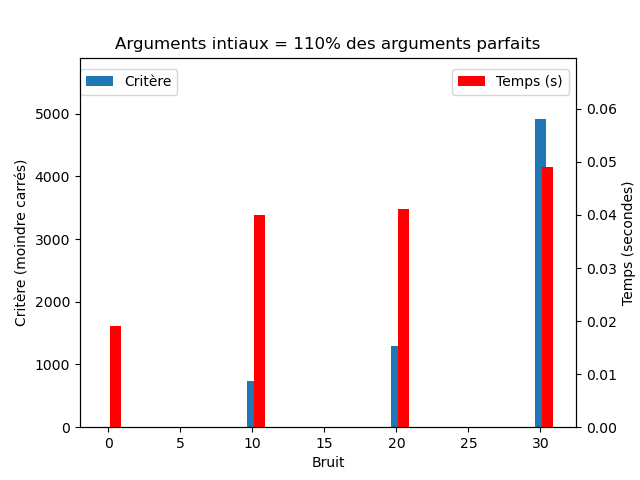 Arguments intiaux = 110% des arguments parfaits
Critère
Temps (s)
Critère (moindre carrés)
5000
4000
3000
2000
1000
0
0.06
0.05
0.04
0.03
0.02
0.01
0.00
Temps (secondes)
0 5 10 15 20 25 30
Bruit